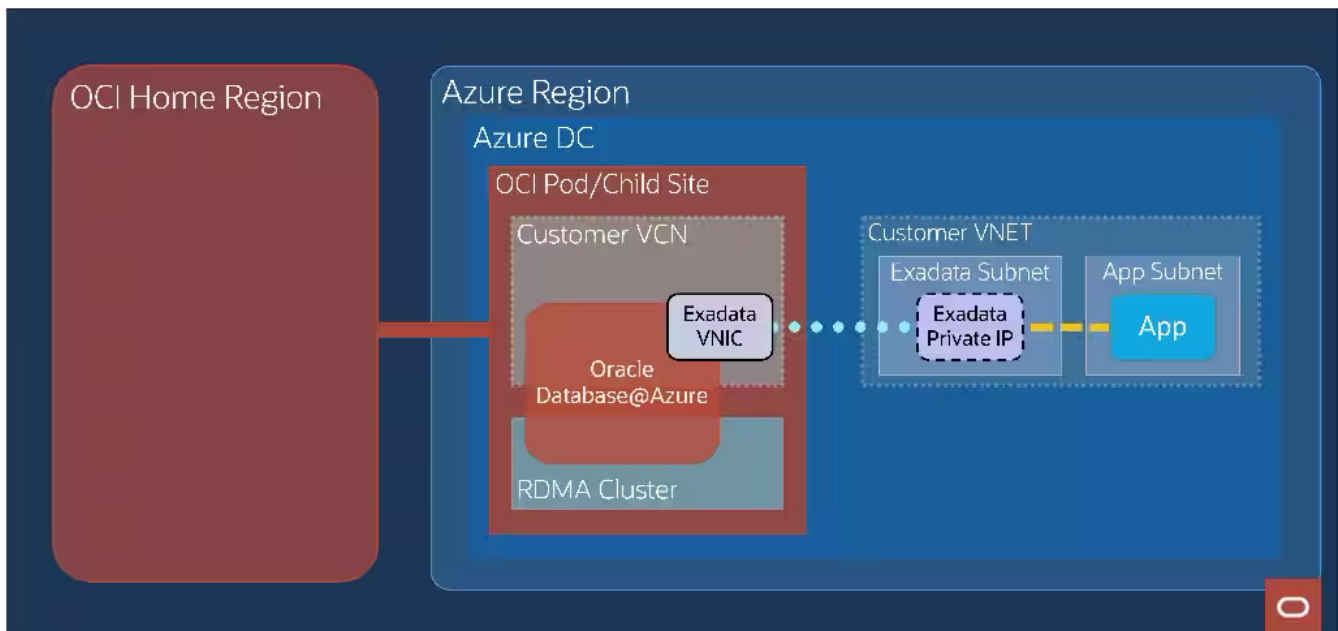 OCI Home Region
Azure Region
Azure DC
OCI Pod/Child Site
Customer VCN
Exadata
VNIC
Oracle
Database@Azure
RDMA Cluster
Customer VNET
Exadata Subnet
Exadata
Private IP
App Subnet
App